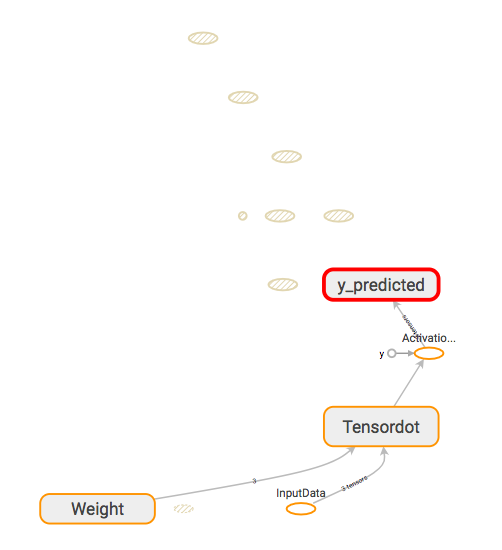 y_predicted
Activatio...
y
Tensordot
3
3 tensors
InputData
Weight